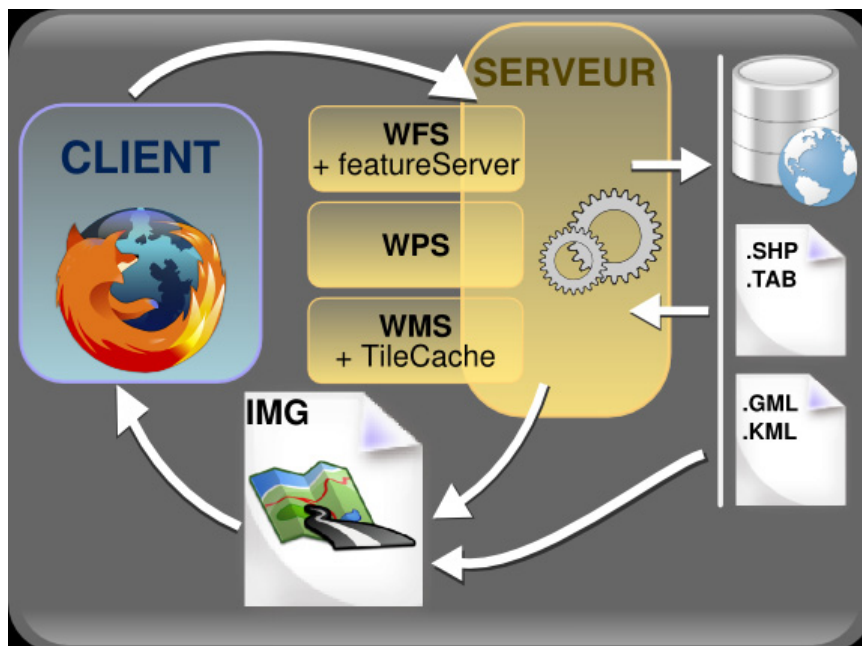 SERVEUR
CLIENT
WFS
+ featureServer
WPS
WMS
+ TileCache
.SHP
.TAB
IMG
.GML
.KML